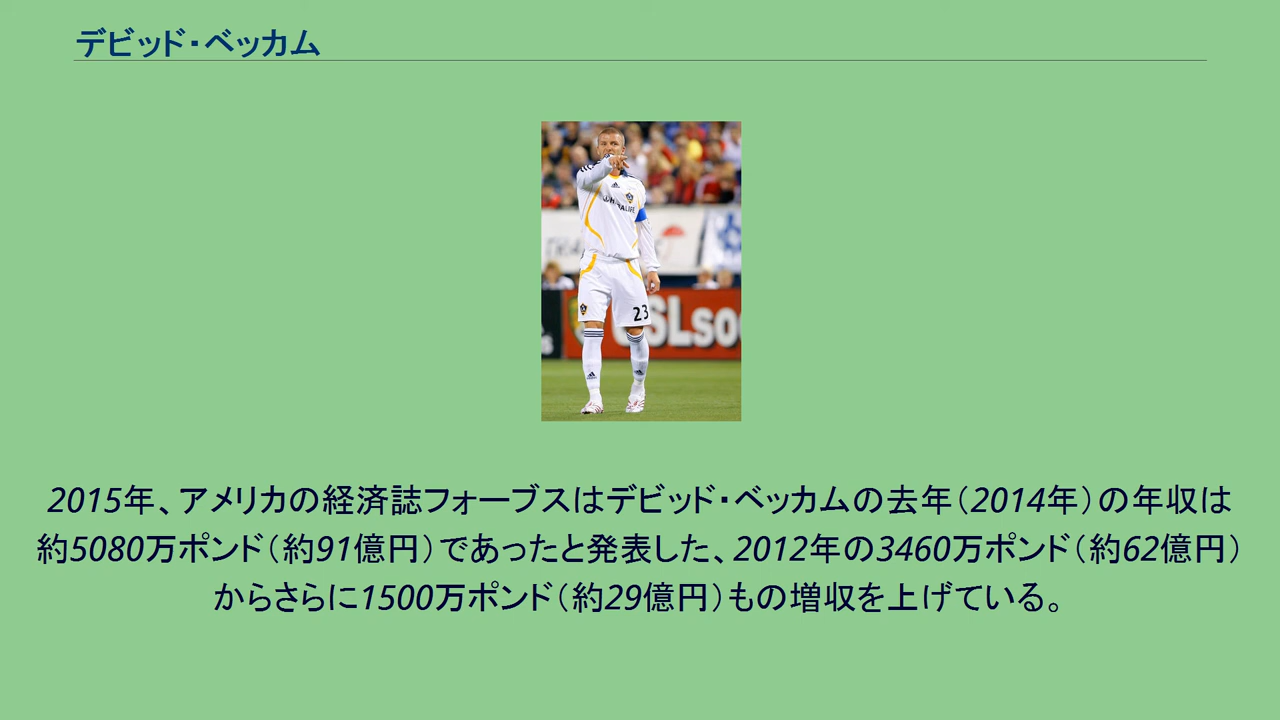 デビッド・ベッカム
HERBALIFE
23
SLsoc
2015年、アメリカの経済誌フォーブスはデビッド・ベッカムの去年（2014年）の年収は
約5080万ポンド（約91億円）であったと発表した、2012年の3460万ポンド（約62億円）
からさらに1500万ポンド（約29億円）もの増収を上げている。